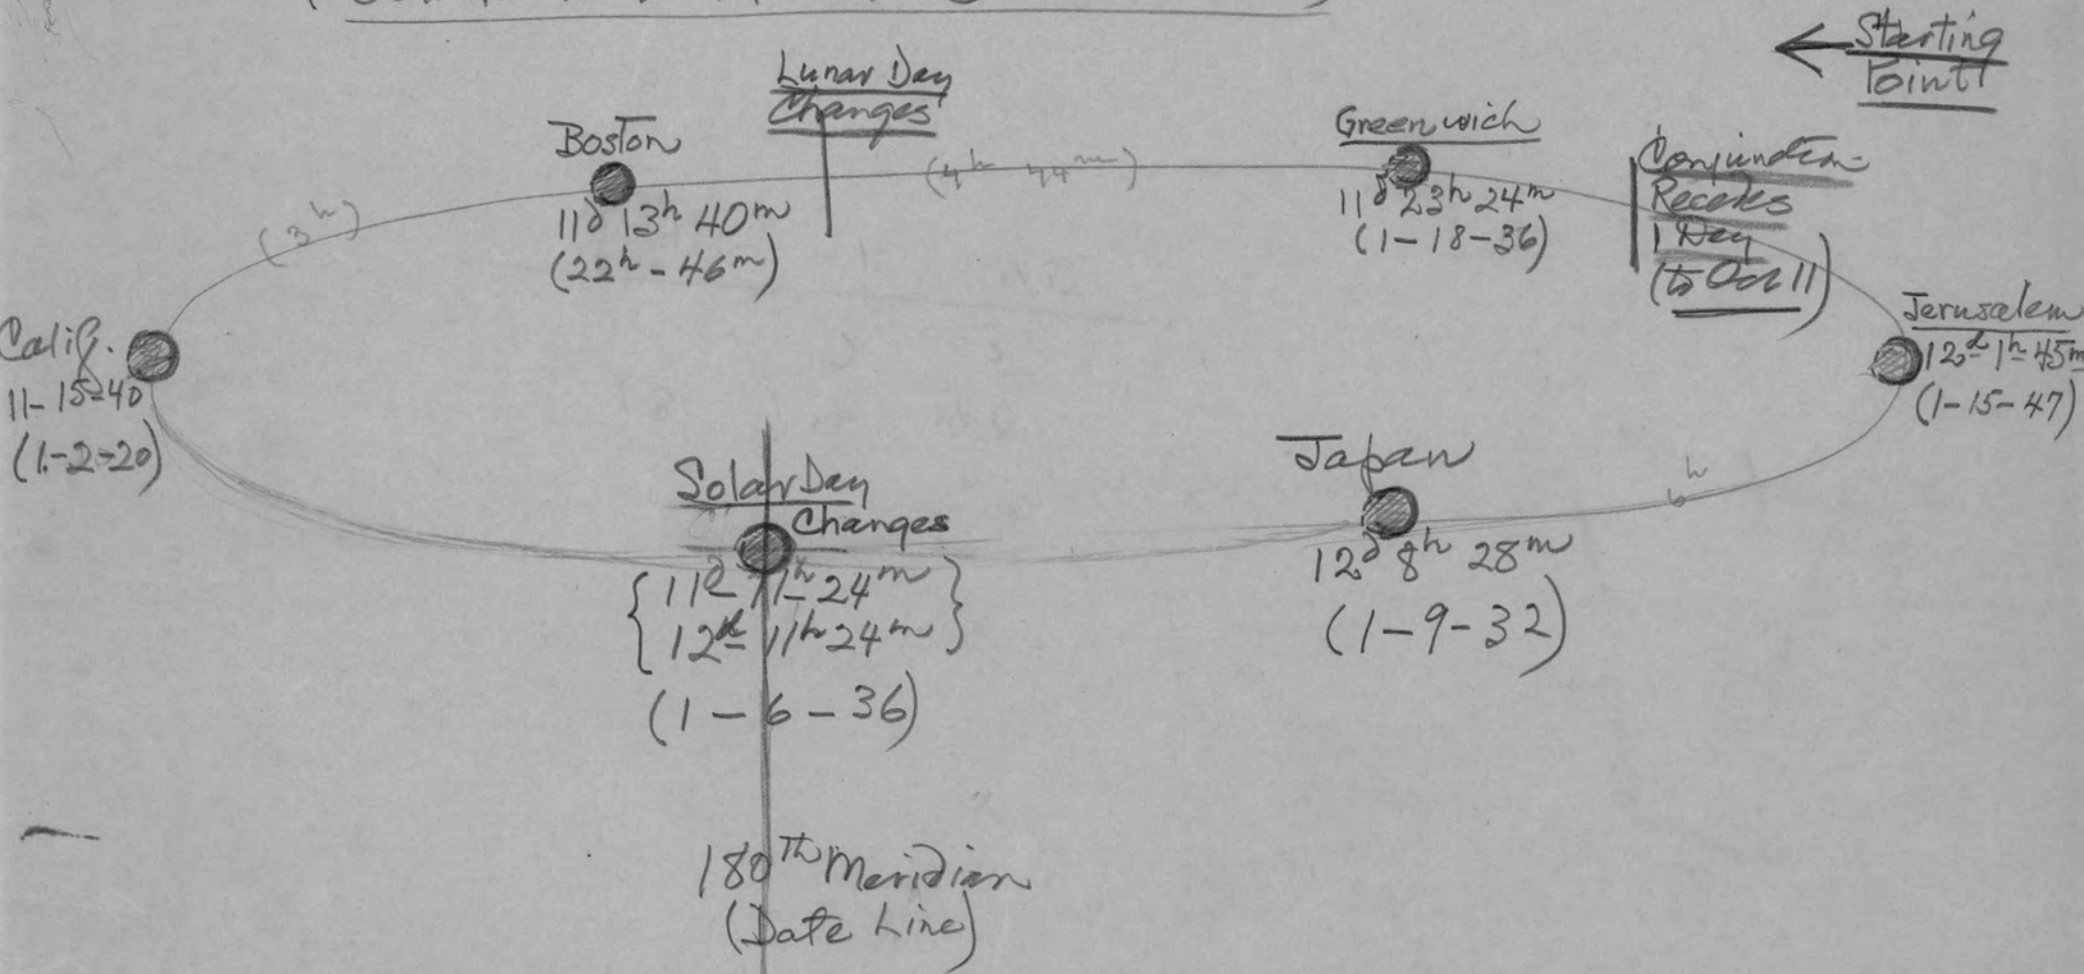 Starting
Point
Lunar Day
Changes
Boston
11d 13h 40m
(22h - 46m)
(4h 44m)
Greenwich
11d 23h 24m
(1-18-36)
Conjunction
Recedes
1 Day
(to Oct 11)
Jerusalem
12d 1h 45m
(1-15-47)
(3h)
Calif.
11-15-40
(1-2-20)
Solar Day
Changes
{11d 11h 24m}
{12d 11h 24m}
(1-6-36)
Japan
12d 8h 28m
(1-9-32)
6h
180th Meridian
(Date Line)